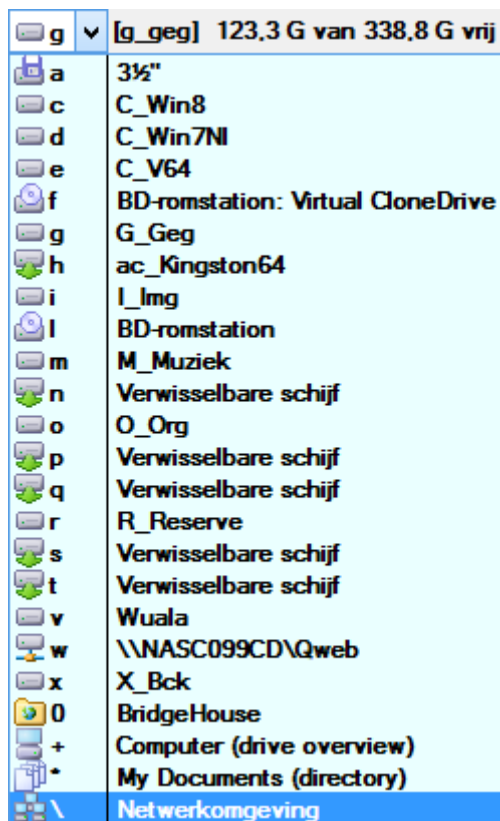 g [g_geg] 123,3 G van 338,8 G vrij
a 3½"
c C_Win8
d C_Win7Nl
e C_V64
f BD-romstation: Virtual CloneDrive
g G_Geg
h ac_Kingston64
i I_Img
l BD-romstation
m M_Muziek
n Verwisselbare schijf
o O_Org
p Verwisselbare schijf
q Verwisselbare schijf
r R_Reserve
s Verwisselbare schijf
t Verwisselbare schijf
v Wuala
w \\NASC099CD\Qweb
x X_Bck
0 BridgeHouse
+ Computer (drive overview)
* My Documents (directory)
\ Netwerkomgeving